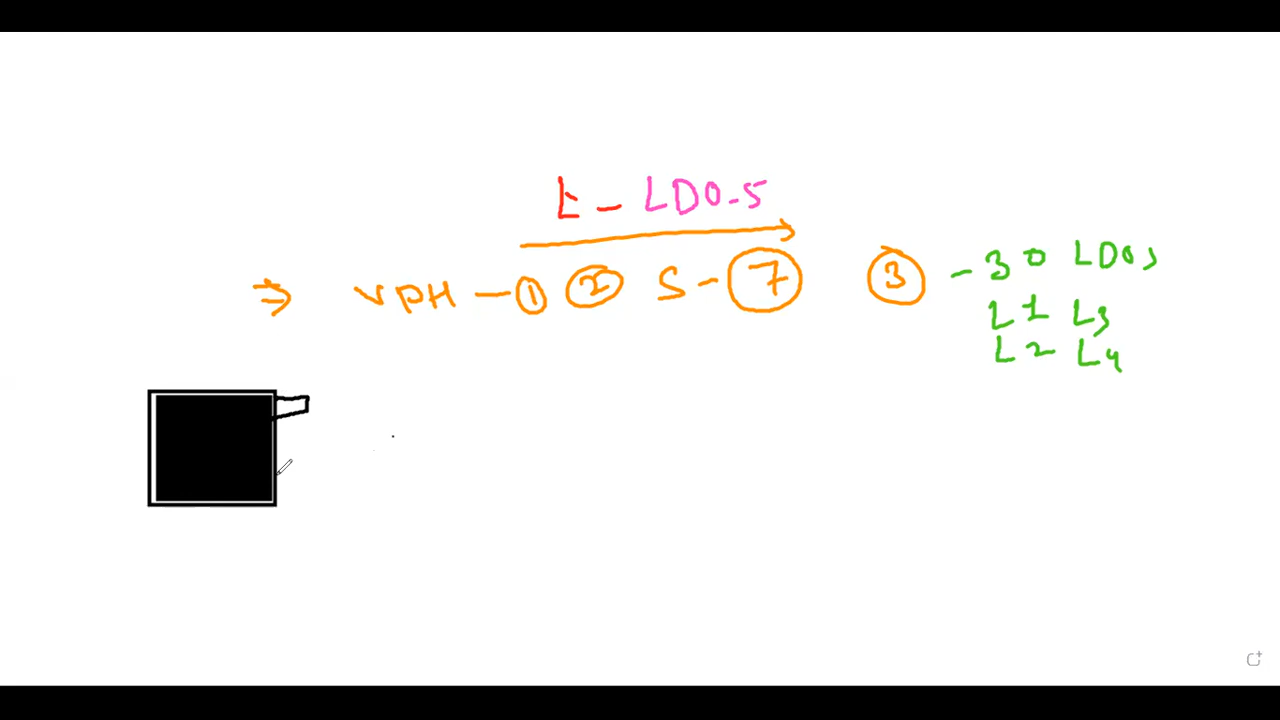 L - LDO-5
⇒ VPH - ① ② S - ⑦ ③ - 30 LDOs
L1 L3
L2 L4